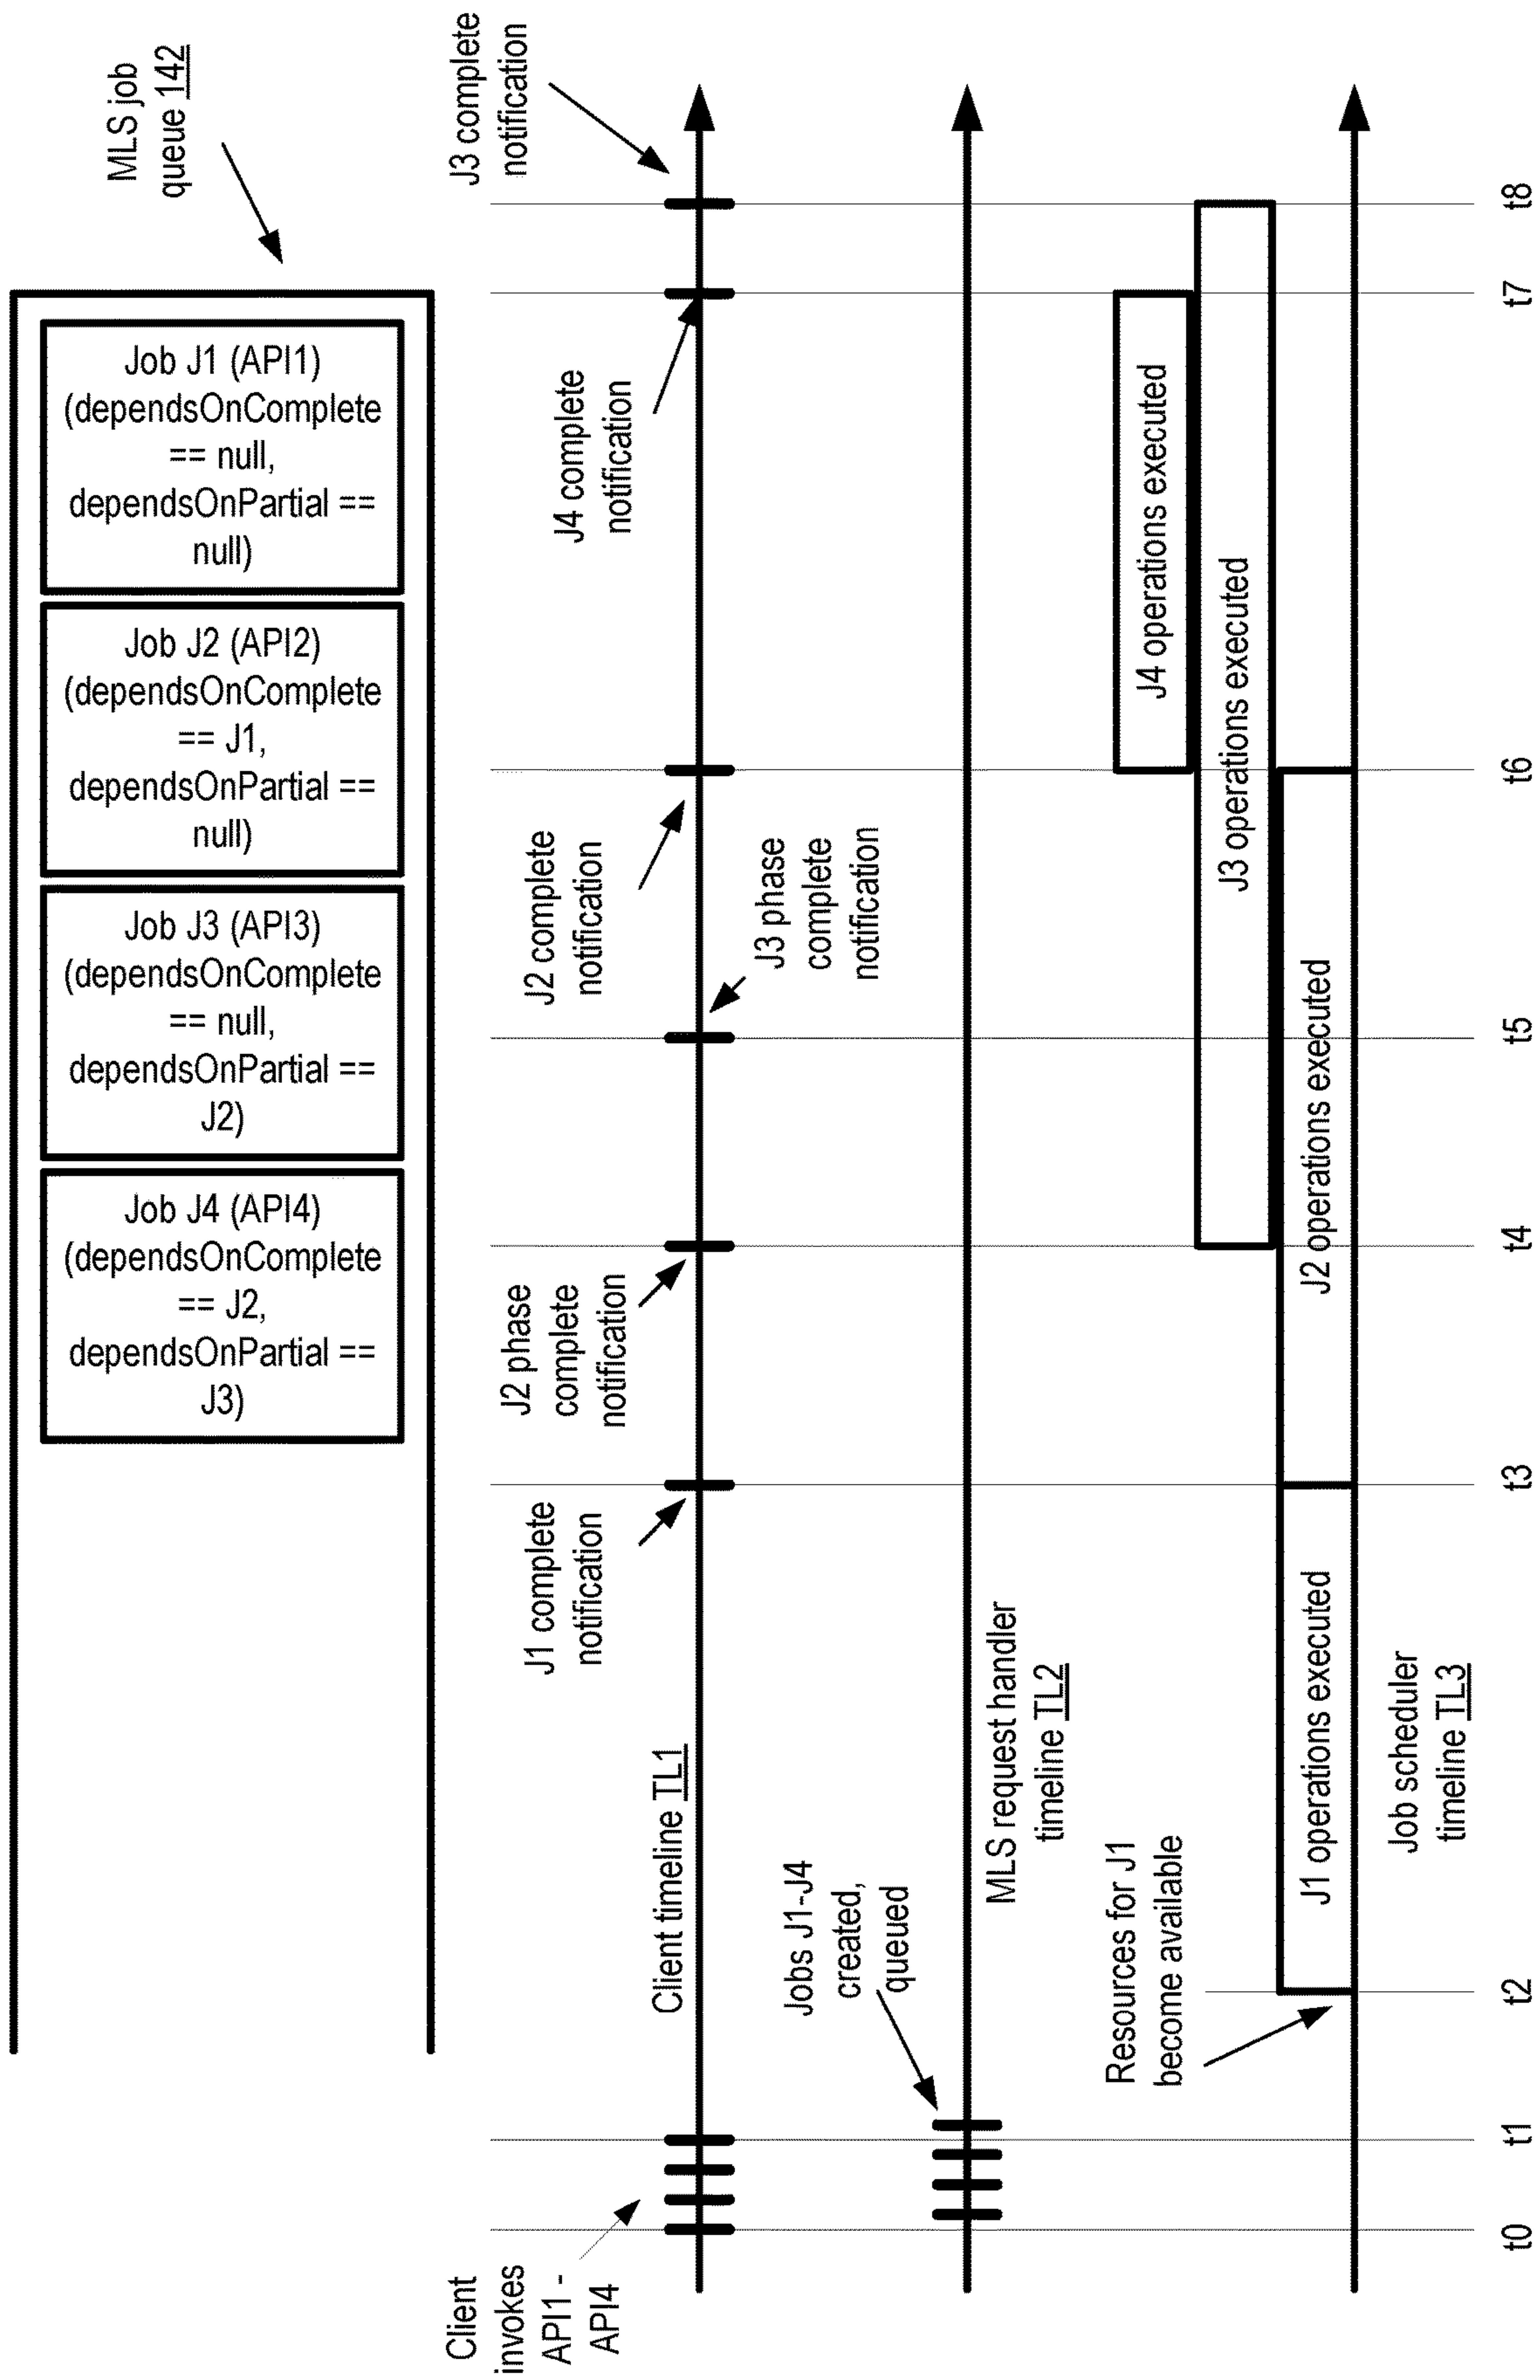 MLS job
queue 142
Job J4 (API4)
(dependsOnComplete
== J2,
dependsOnPartial ==
J3)
Job J3 (API3)
(dependsOnComplete
== null,
dependsOnPartial ==
J2)
Job J2 (API2)
(dependsOnComplete
== J1,
dependsOnPartial ==
null)
Job J1 (API1)
(dependsOnComplete
== null,
dependsOnPartial ==
null)
Client
invokes
API1 -
API4
J1 complete
notification
J2 phase
complete
notification
J2 complete
notification
J4 complete
notification
J3 complete
notification
Client timeline TL1
J3 phase
complete
notification
Jobs J1-J4
created,
queued
MLS request handler
timeline TL2
Resources for J1
become available
J4 operations executed
J3 operations executed
J1 operations executed
J2 operations executed
Job scheduler
timeline TL3
t0
t1
t2
t3
t4
t5
t6
t7
t8